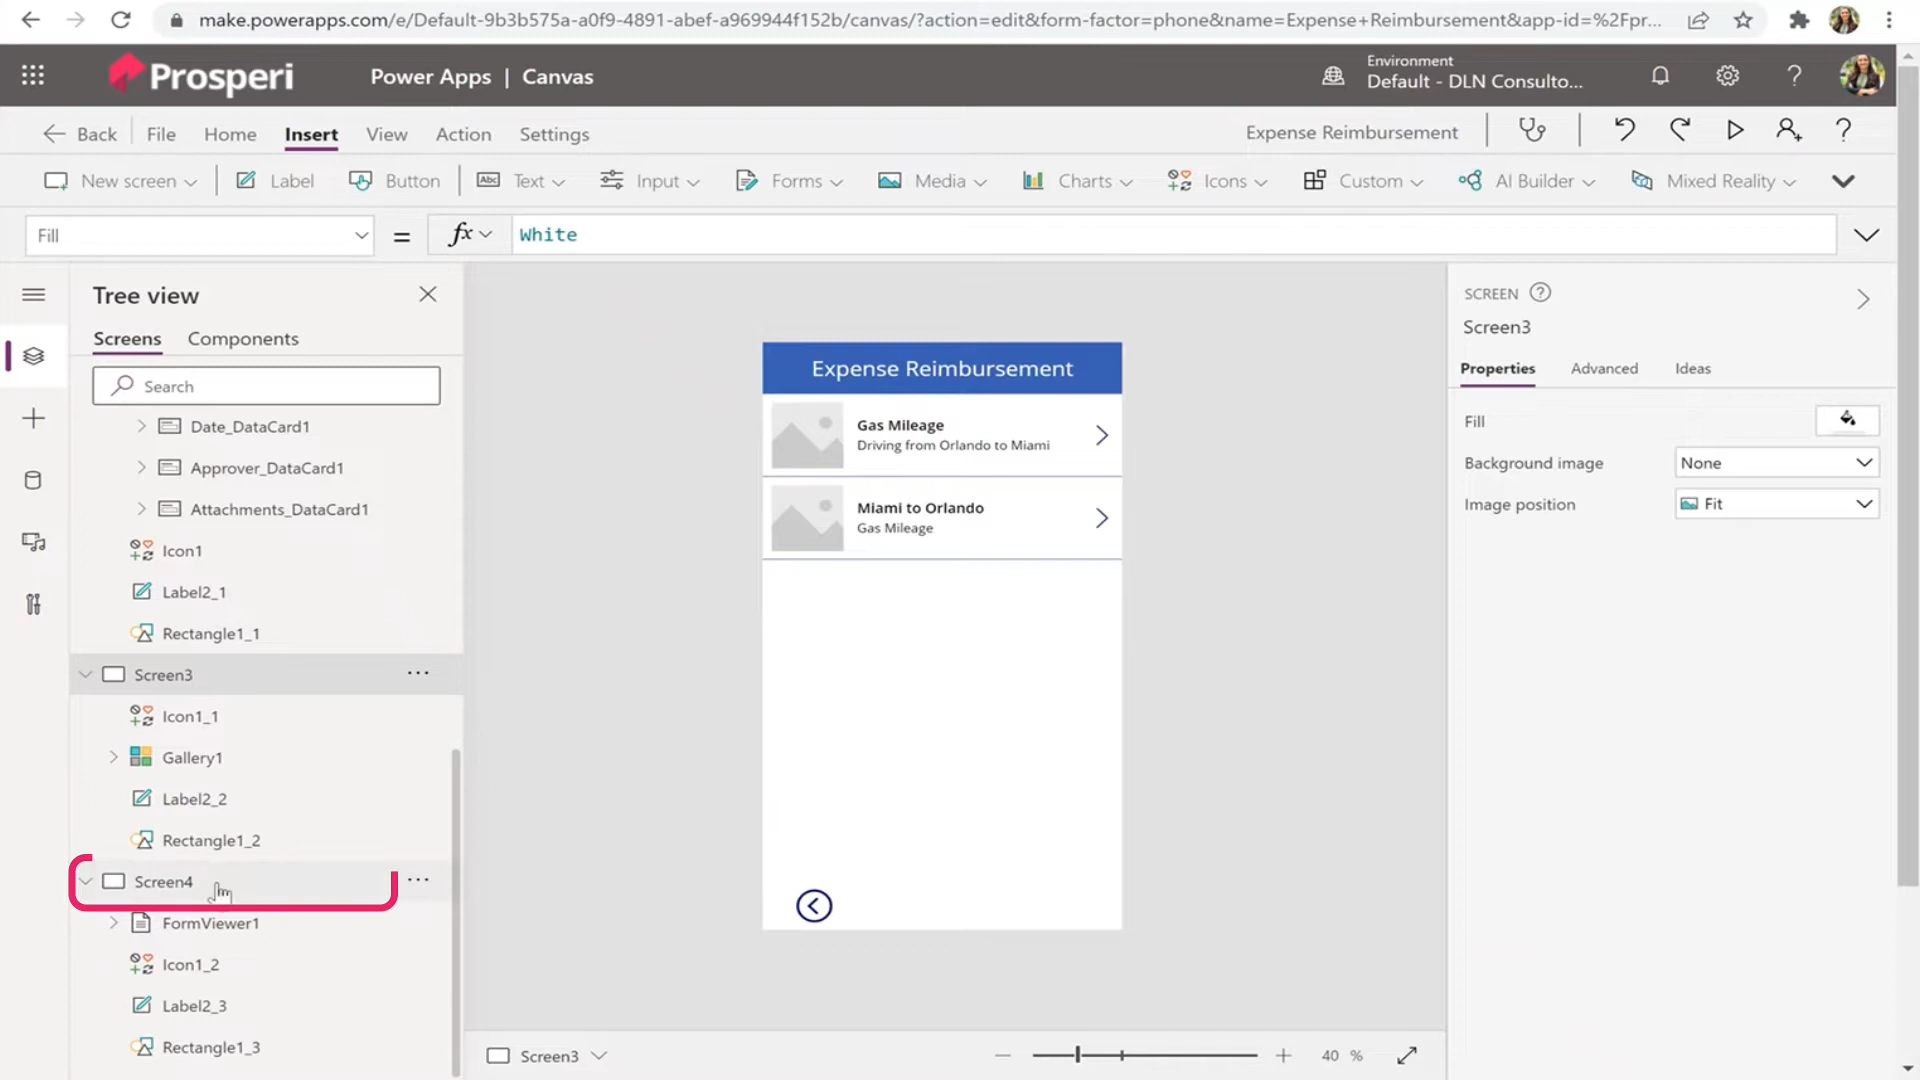 make.powerapps.com/e/Default-9b3b575a-a0f9-4891-abef-a969944f152b/canvas/?action=edit&form-factor=phone&name=Expense+Reimbursement&app-id=%2Fpr...
Prosperi
Power Apps | Canvas
Environment
Default - DLN Consulto...
?
Back File Home Insert View Action Settings
Expense Reimbursement
?
New screen Label Button Abc Text Input Forms Media Charts Icons Custom AI Builder Mixed Reality
Fill = fx White
Tree view
Screens Components
Search
Date_DataCard1
Approver_DataCard1
Attachments_DataCard1
Icon1
Label2_1
Rectangle1_1
Screen3 ...
Icon1_1
Gallery1
Label2_2
Rectangle1_2
Screen4 ...
FormViewer1
Icon1_2
Label2_3
Rectangle1_3
Expense Reimbursement
Gas Mileage
Driving from Orlando to Miami
Miami to Orlando
Gas Mileage
Screen3
40 %
SCREEN ?
Screen3
Properties Advanced Ideas
Fill
Background image None
Image position Fit